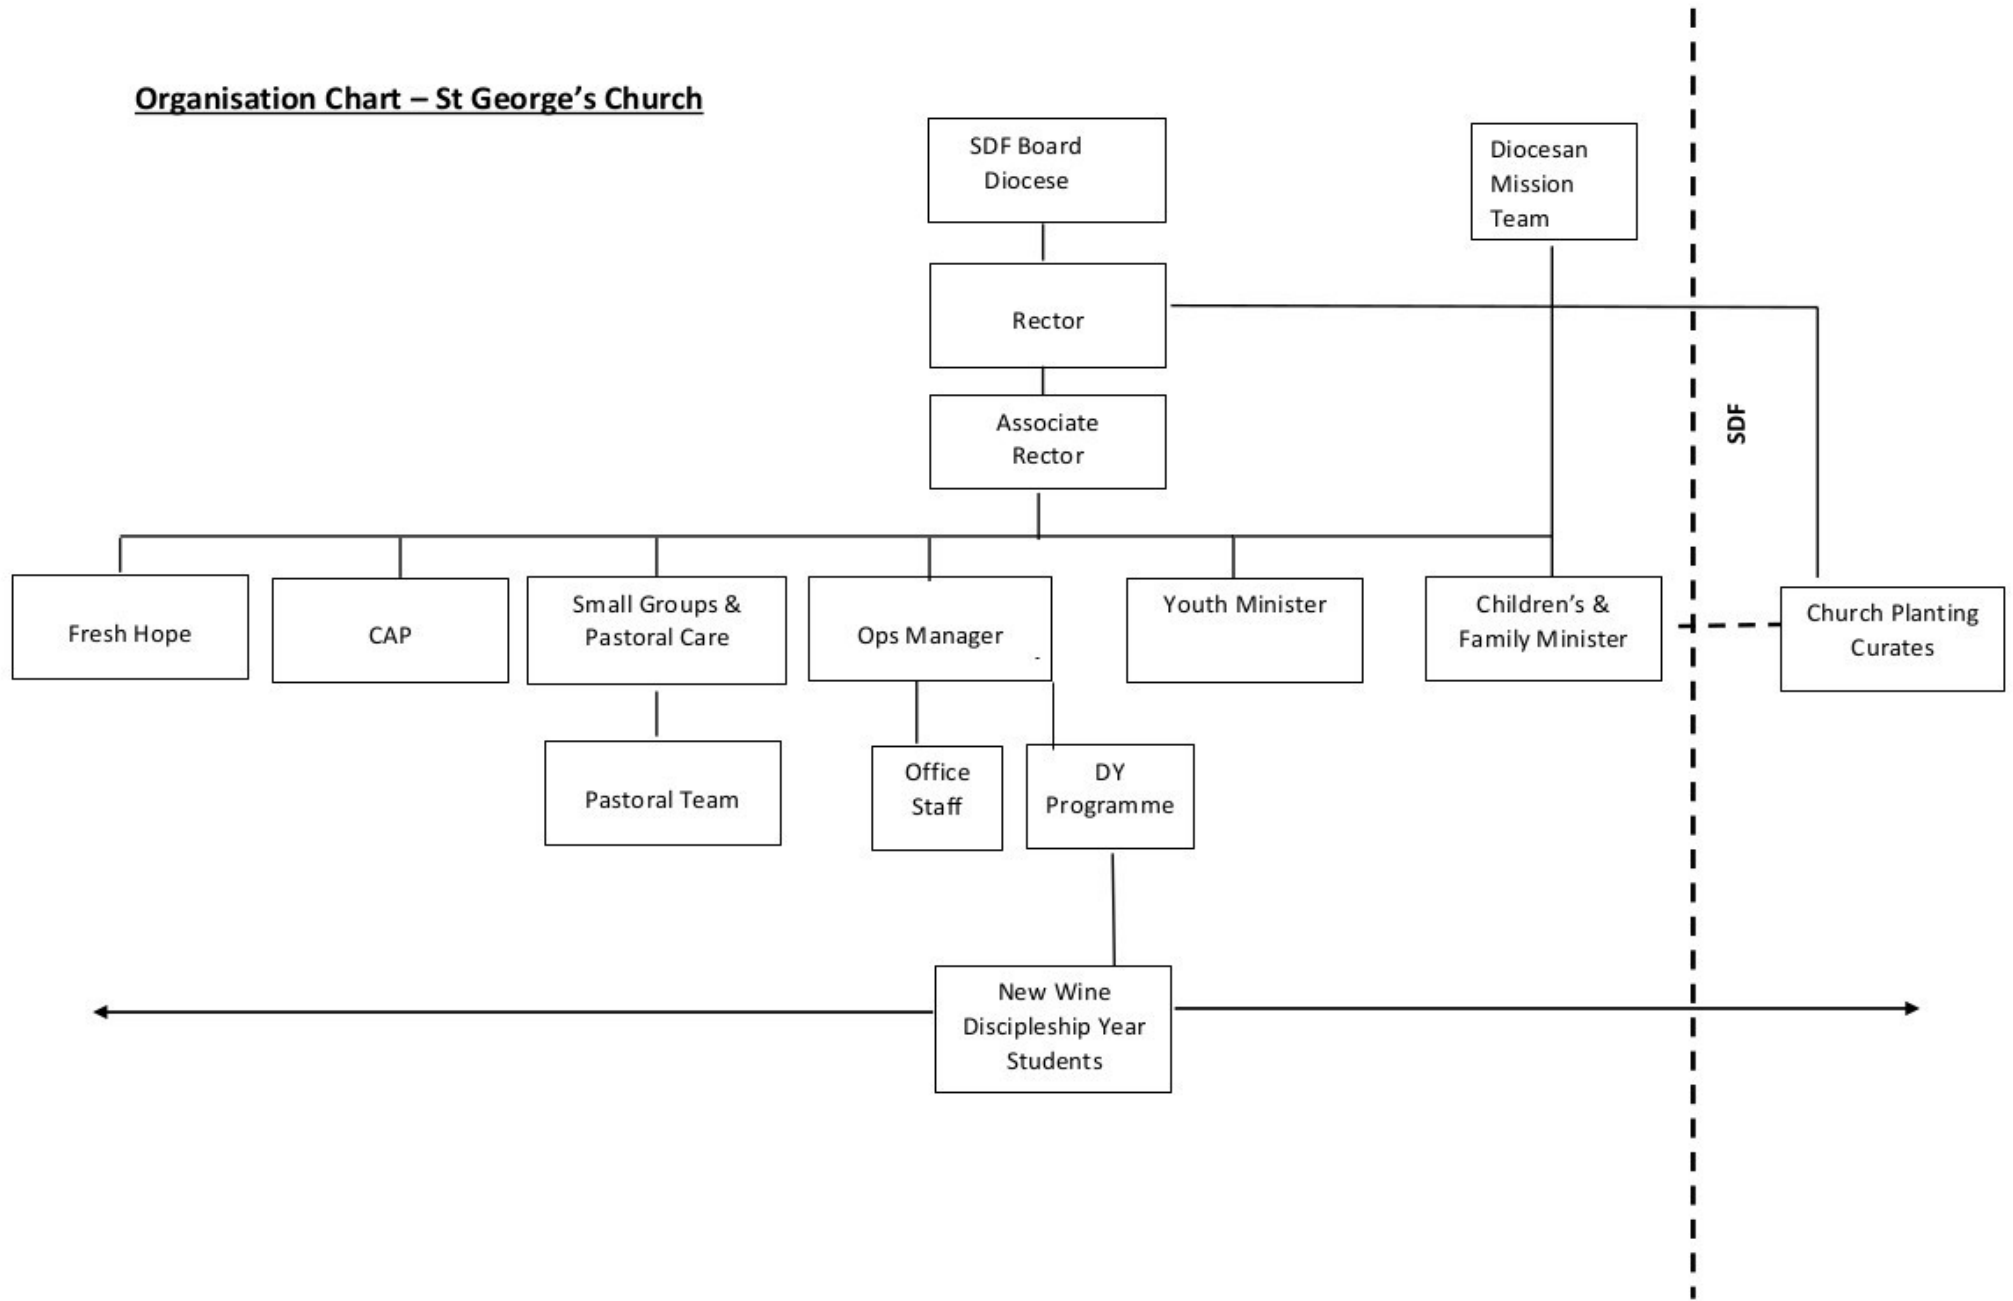 Organisation Chart – St George’s Church
SDF Board
Diocese
Diocesan
Mission
Team
Rector
Associate
Rector
SDF
Fresh Hope
CAP
Small Groups &
Pastoral Care
Ops Manager
-
Youth Minister
Children’s &
Family Minister
Church Planting
Curates
Pastoral Team
Office
Staff
DY
Programme
New Wine
Discipleship Year
Students